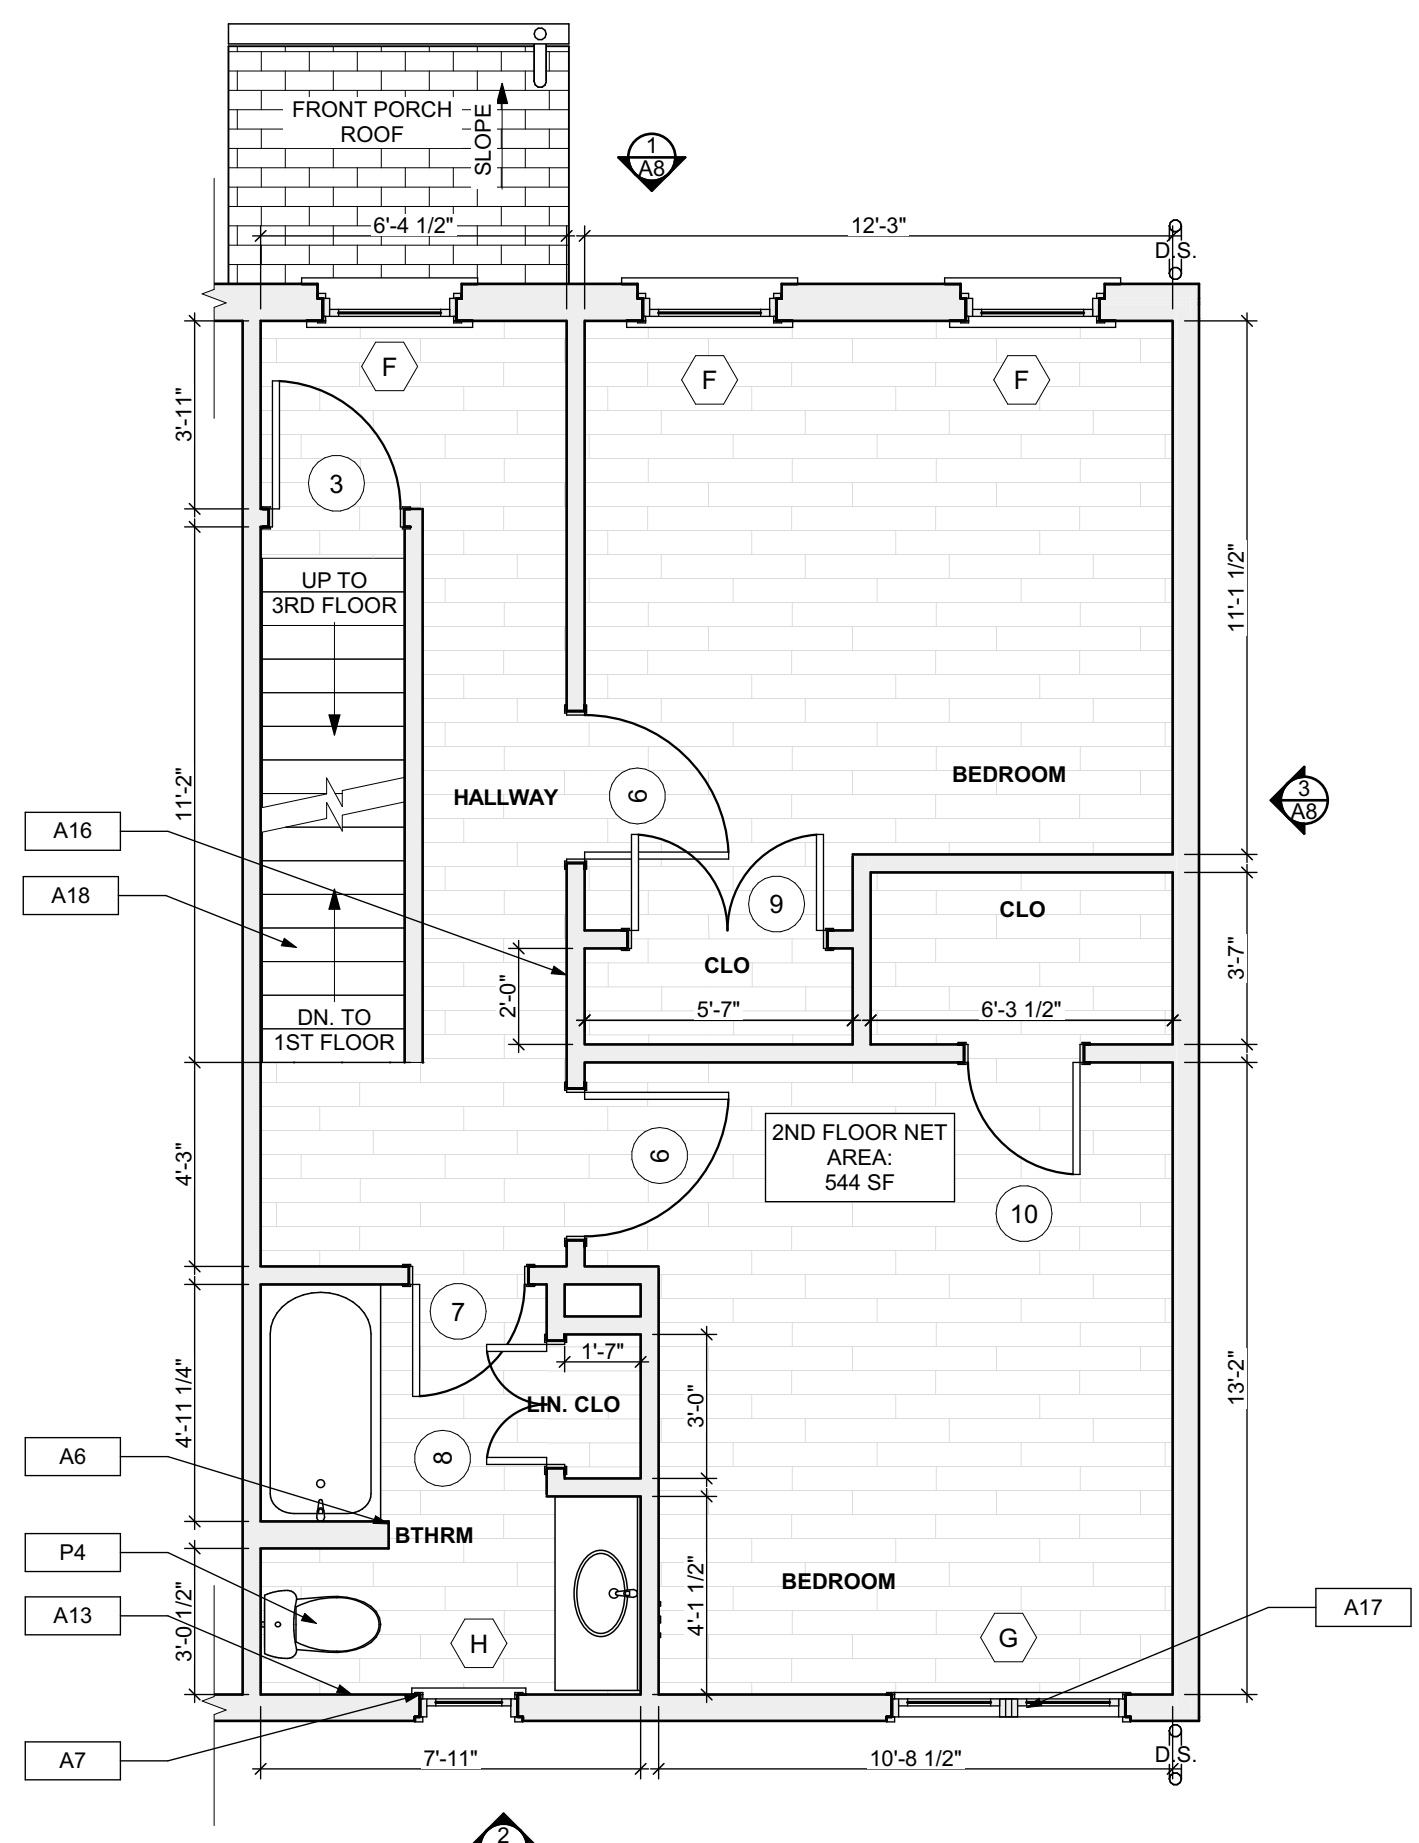 FRONT PORCH
ROOF
SLOPE
1
A8
6'-4 1/2"
12'-3"
D.S.
F
F
F
3'-11"
3
11'-1 1/2"
UP TO
3RD FLOOR
BEDROOM
HALLWAY
6
3
A8
11'-2"
A16
A18
9
CLO
CLO
3'-7"
2'-0"
5'-7"
6'-3 1/2"
DN. TO
1ST FLOOR
2ND FLOOR NET
AREA:
544 SF
6
4'-3"
10
7
1'-7"
LIN. CLO
3'-0"
13'-2"
4'-11 1/4"
A6
8
BTHRM
P4
BEDROOM
4'-1 1/2"
A13
3'-0 1/2"
H
G
A17
A7
7'-11"
10'-8 1/2"
D.S.
2